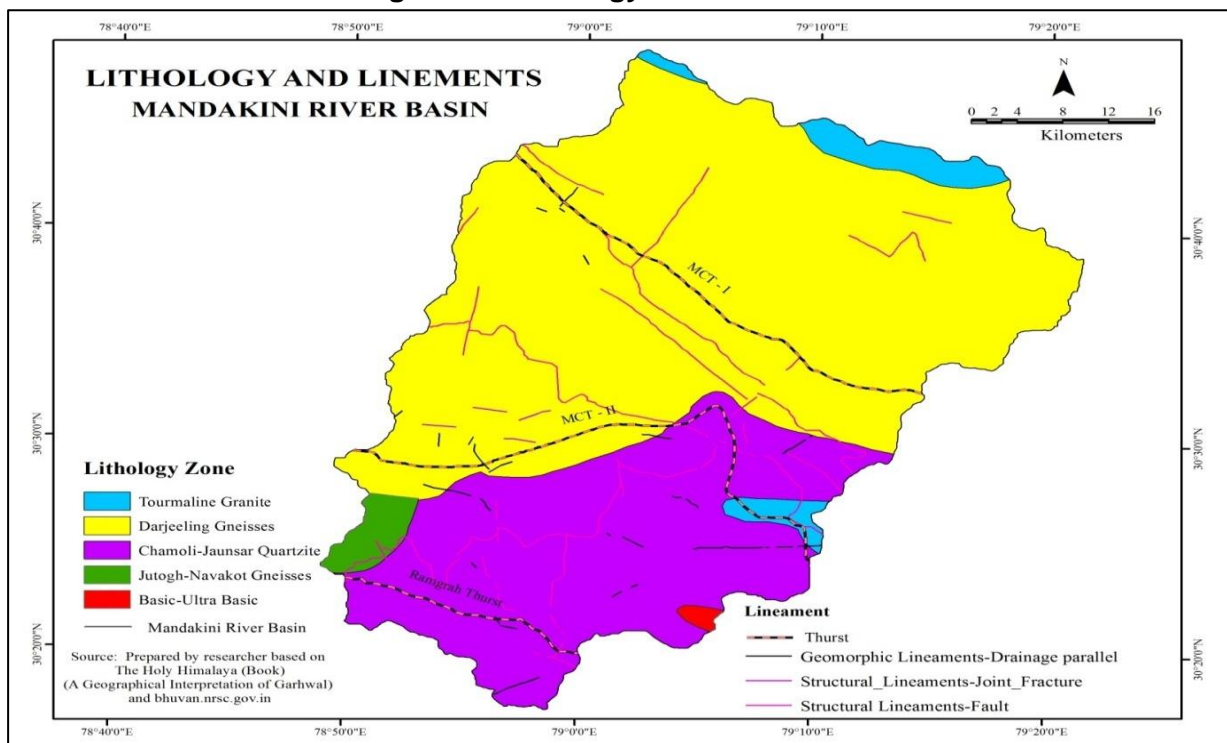 78°40'0"E 78°50'0"E 79°0'0"E 79°10'0"E 79°20'0"E
LITHOLOGY AND LINEMENTS
MANDAKINI RIVER BASIN
N
0 2 4 8 12 16
Kilometers
30°40'0"N
30°40'0"N
MCT - I
MCT - II
30°30'0"N
30°30'0"N
Lithology Zone
Tourmaline Granite
Darjeeling Gneisses
Chamoli-Jaunsar Quartzite
Jutogh-Navakot Gneisses
Basic-Ultra Basic
Mandakini River Basin
Source: Prepared by researcher based on
The Holy Himalaya (Book)
(A Geographical Interpretation of Garhwal)
and bhuvan.nrsc.gov.in
Ramgrah Thurst
Lineament
Thurst
Geomorphic Lineaments-Drainage parallel
Structural_Lineaments-Joint_Fracture
Structural Lineaments-Fault
30°20'0"N
30°20'0"N
78°40'0"E 78°50'0"E 79°0'0"E 79°10'0"E 79°20'0"E